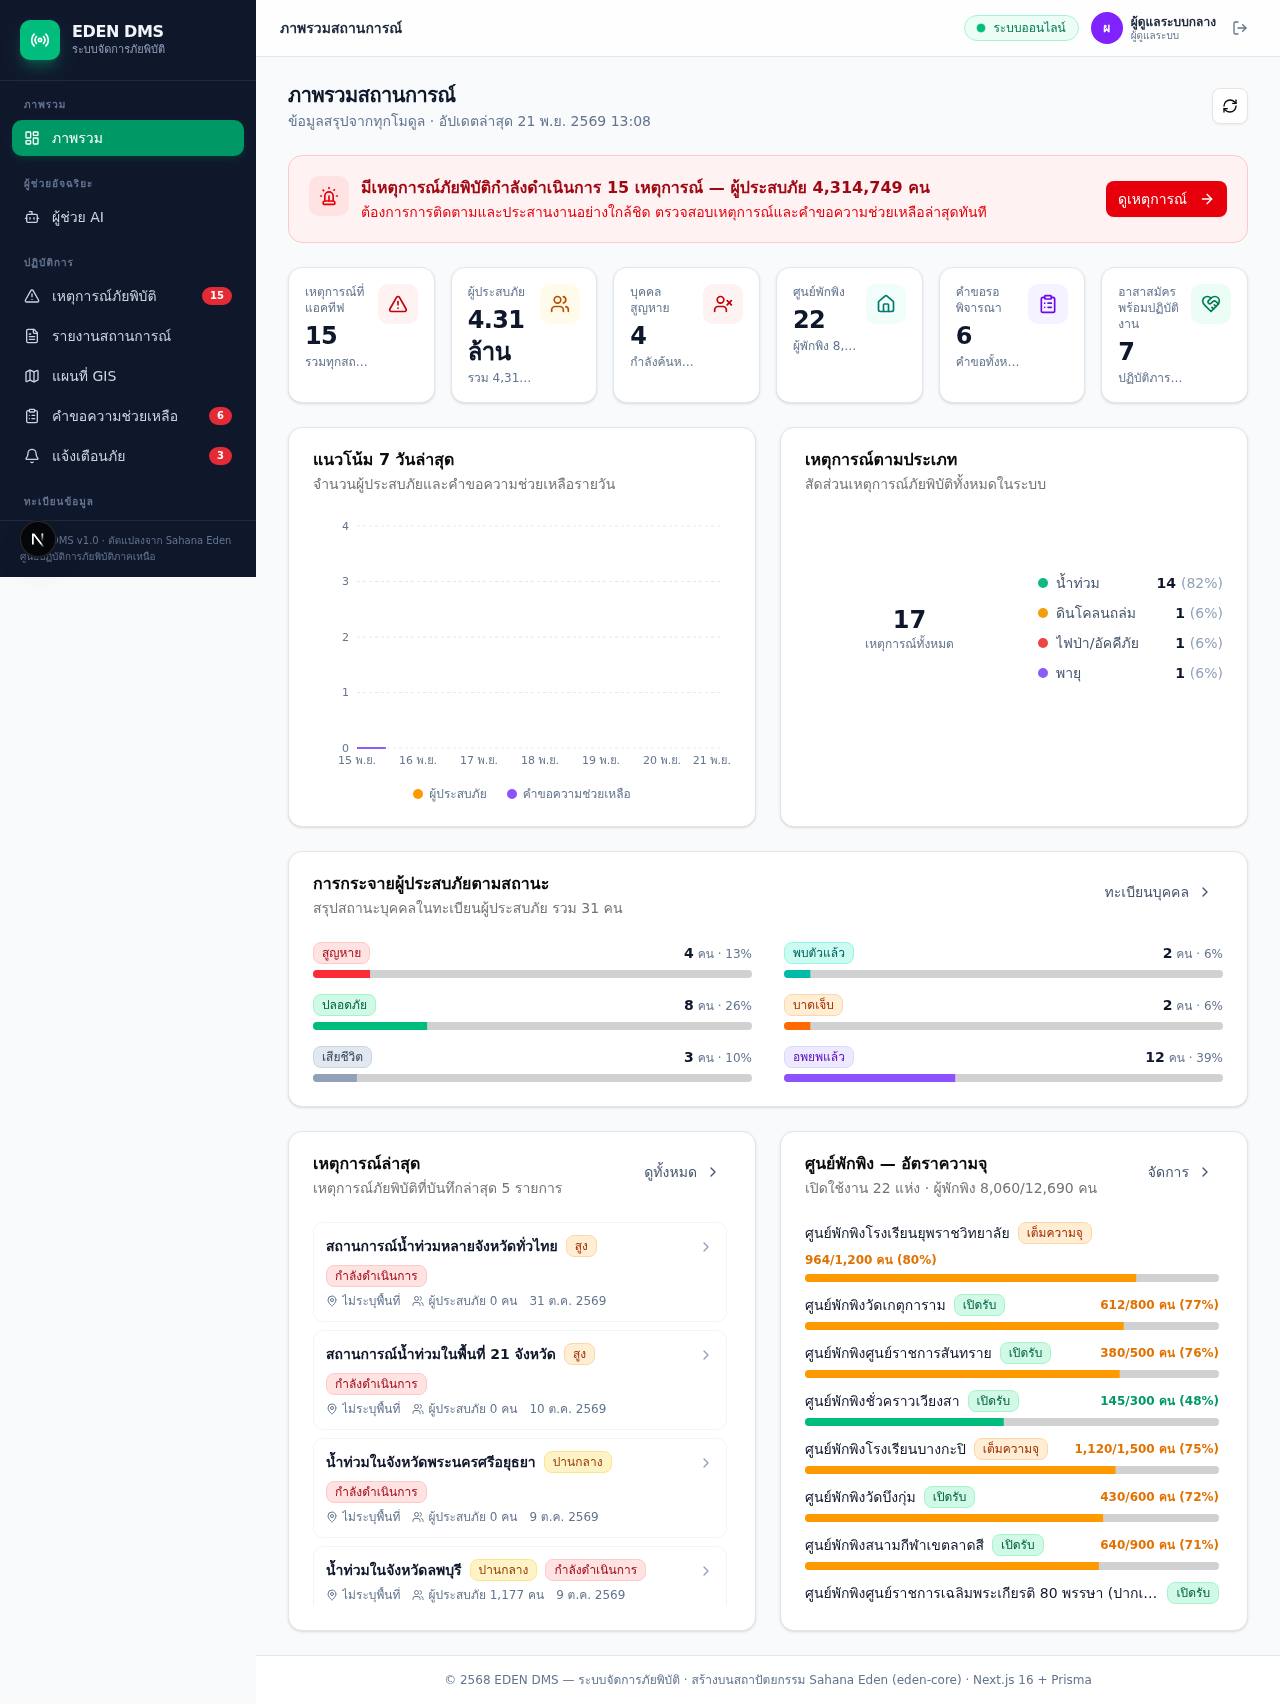 EDEN DMS
ระบบจัดการภัยพิบัติ
ภาพรวม
ภาพรวม
ผู้ช่วยอัจฉริยะ
ผู้ช่วย AI
ปฏิบัติการ
เหตุการณ์ภัยพิบัติ 15
รายงานสถานการณ์
แผนที่ GIS
คำขอความช่วยเหลือ 6
แจ้งเตือนภัย 3
ทะเบียนข้อมูล
DMS v1.0 · ดัดแปลงจาก Sahana Eden
ศูนย์ปฏิบัติการภัยพิบัติภาคเหนือ
N
ภาพรวมสถานการณ์
ระบบออนไลน์
ผ
ผู้ดูแลระบบกลาง
ผู้ดูแลระบบ
ภาพรวมสถานการณ์
ข้อมูลสรุปจากทุกโมดูล · อัปเดตล่าสุด 21 พ.ย. 2569 13:08
มีเหตุการณ์ภัยพิบัติกำลังดำเนินการ 15 เหตุการณ์ — ผู้ประสบภัย 4,314,749 คน
ต้องการการติดตามและประสานงานอย่างใกล้ชิด ตรวจสอบเหตุการณ์และคำขอความช่วยเหลือล่าสุดทันที
ดูเหตุการณ์
เหตุการณ์ที่
แอคทีฟ
15
รวมทุกสถ...
ผู้ประสบภัย
4.31
ล้าน
รวม 4,31...
บุคคล
สูญหาย
4
กำลังค้นห...
ศูนย์พักพิง
22
ผู้พักพิง 8,...
คำขอรอ
พิจารณา
6
คำขอทั้งห...
อาสาสมัคร
พร้อมปฏิบัติ
งาน
7
ปฏิบัติภาร...
แนวโน้ม 7 วันล่าสุด
จำนวนผู้ประสบภัยและคำขอความช่วยเหลือรายวัน
4
3
2
1
0
15 พ.ย. 16 พ.ย. 17 พ.ย. 18 พ.ย. 19 พ.ย. 20 พ.ย. 21 พ.ย.
ผู้ประสบภัย คำขอความช่วยเหลือ
เหตุการณ์ตามประเภท
สัดส่วนเหตุการณ์ภัยพิบัติทั้งหมดในระบบ
17
เหตุการณ์ทั้งหมด
น้ำท่วม 14 (82%)
ดินโคลนถล่ม 1 (6%)
ไฟป่า/อัคคีภัย 1 (6%)
พายุ 1 (6%)
การกระจายผู้ประสบภัยตามสถานะ
สรุปสถานะบุคคลในทะเบียนผู้ประสบภัย รวม 31 คน
ทะเบียนบุคคล
สูญหาย 4 คน · 13%
พบตัวแล้ว 2 คน · 6%
ปลอดภัย 8 คน · 26%
บาดเจ็บ 2 คน · 6%
เสียชีวิต 3 คน · 10%
อพยพแล้ว 12 คน · 39%
เหตุการณ์ล่าสุด
เหตุการณ์ภัยพิบัติที่บันทึกล่าสุด 5 รายการ
ดูทั้งหมด
สถานการณ์น้ำท่วมหลายจังหวัดทั่วไทย สูง
กำลังดำเนินการ
ไม่ระบุพื้นที่ ผู้ประสบภัย 0 คน 31 ต.ค. 2569
สถานการณ์น้ำท่วมในพื้นที่ 21 จังหวัด สูง
กำลังดำเนินการ
ไม่ระบุพื้นที่ ผู้ประสบภัย 0 คน 10 ต.ค. 2569
น้ำท่วมในจังหวัดพระนครศรีอยุธยา ปานกลาง
กำลังดำเนินการ
ไม่ระบุพื้นที่ ผู้ประสบภัย 0 คน 9 ต.ค. 2569
น้ำท่วมในจังหวัดลพบุรี ปานกลาง กำลังดำเนินการ
ไม่ระบุพื้นที่ ผู้ประสบภัย 1,177 คน 9 ต.ค. 2569
ศูนย์พักพิง — อัตราความจุ
เปิดใช้งาน 22 แห่ง · ผู้พักพิง 8,060/12,690 คน
จัดการ
ศูนย์พักพิงโรงเรียนยุพราชวิทยาลัย เต็มความจุ
964/1,200 คน (80%)
ศูนย์พักพิงวัดเกตุการาม เปิดรับ 612/800 คน (77%)
ศูนย์พักพิงศูนย์ราชการสันทราย เปิดรับ 380/500 คน (76%)
ศูนย์พักพิงชั่วคราวเวียงสา เปิดรับ 145/300 คน (48%)
ศูนย์พักพิงโรงเรียนบางกะปิ เต็มความจุ 1,120/1,500 คน (75%)
ศูนย์พักพิงวัดบึงกุ่ม เปิดรับ 430/600 คน (72%)
ศูนย์พักพิงสนามกีฬาเขตลาดสี เปิดรับ 640/900 คน (71%)
ศูนย์พักพิงศูนย์ราชการเฉลิมพระเกียรติ 80 พรรษา (ปากเ... เปิดรับ
© 2568 EDEN DMS — ระบบจัดการภัยพิบัติ · สร้างบนสถาปัตยกรรม Sahana Eden (eden-core) · Next.js 16 + Prisma